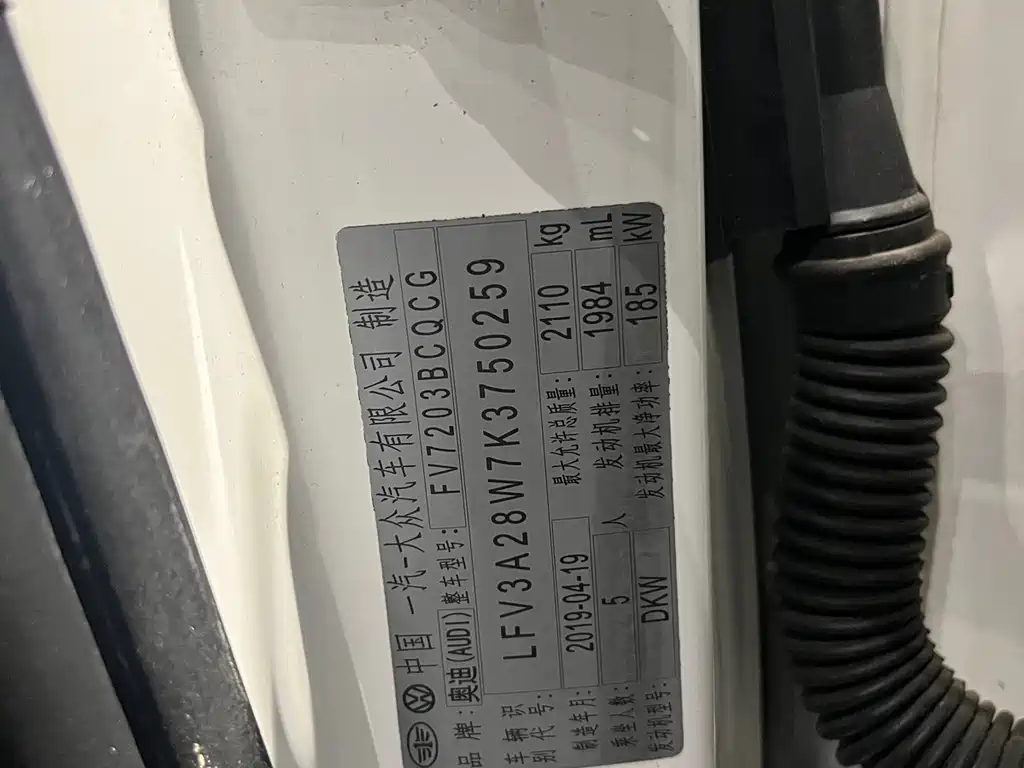 中国 一汽-大众汽车有限公司 制造
品牌: 奥迪(AUDI) 整车型号: FV7203BCQCG
车辆识别代号: LFV3A28W7K3750259
制造年月: 2019-04-19 最大允许总质量: 2110 kg
乘坐人数: 5 人 发动机排量: 1984 mL
发动机型号: DKW 发动机最大净功率: 185 kW